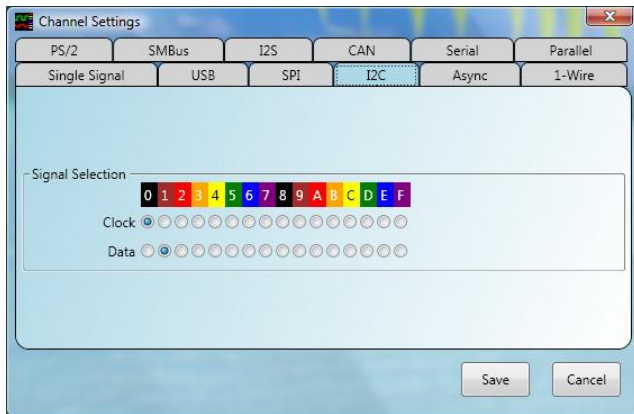 Channel Settings
PS/2 SMBus I2S CAN Serial Parallel
Single Signal USB SPI I2C Async 1-Wire
Signal Selection
0 1 2 3 4 5 6 7 8 9 A B C D E F
Clock
Data
Save Cancel